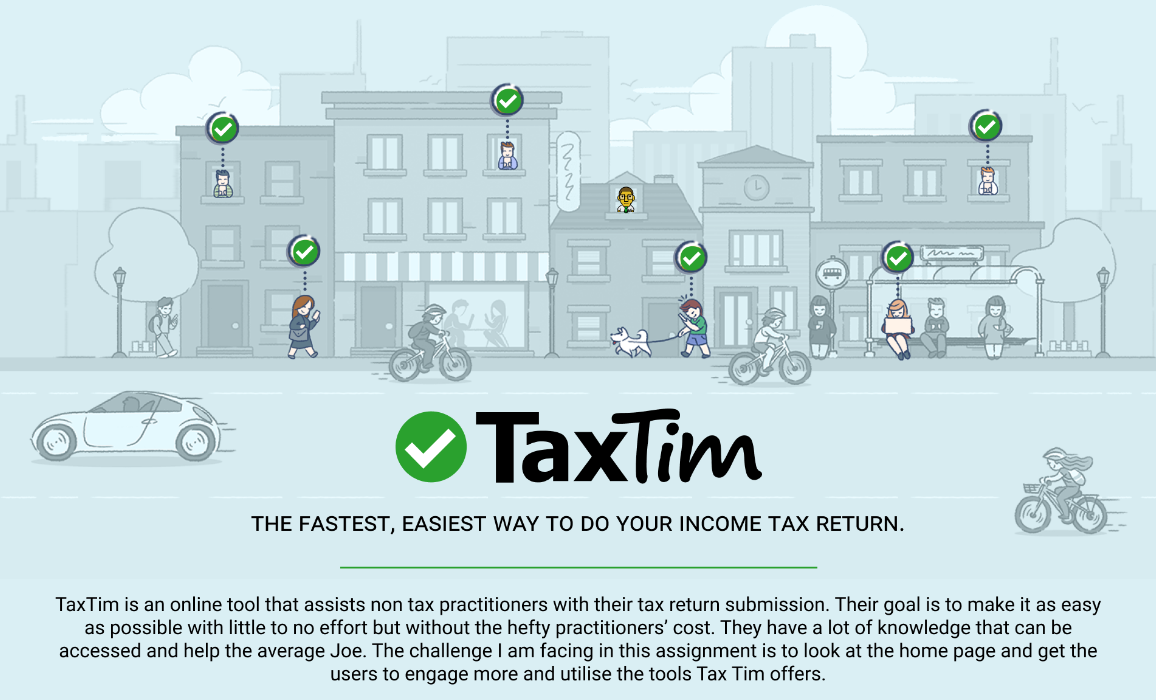 TaxTim
THE FASTEST, EASIEST WAY TO DO YOUR INCOME TAX RETURN.
TaxTim is an online tool that assists non tax practitioners with their tax return submission. Their goal is to make it as easy
as possible with little to no effort but without the hefty practitioners’ cost. They have a lot of knowledge that can be
accessed and help the average Joe. The challenge I am facing in this assignment is to look at the home page and get the
users to engage more and utilise the tools Tax Tim offers.